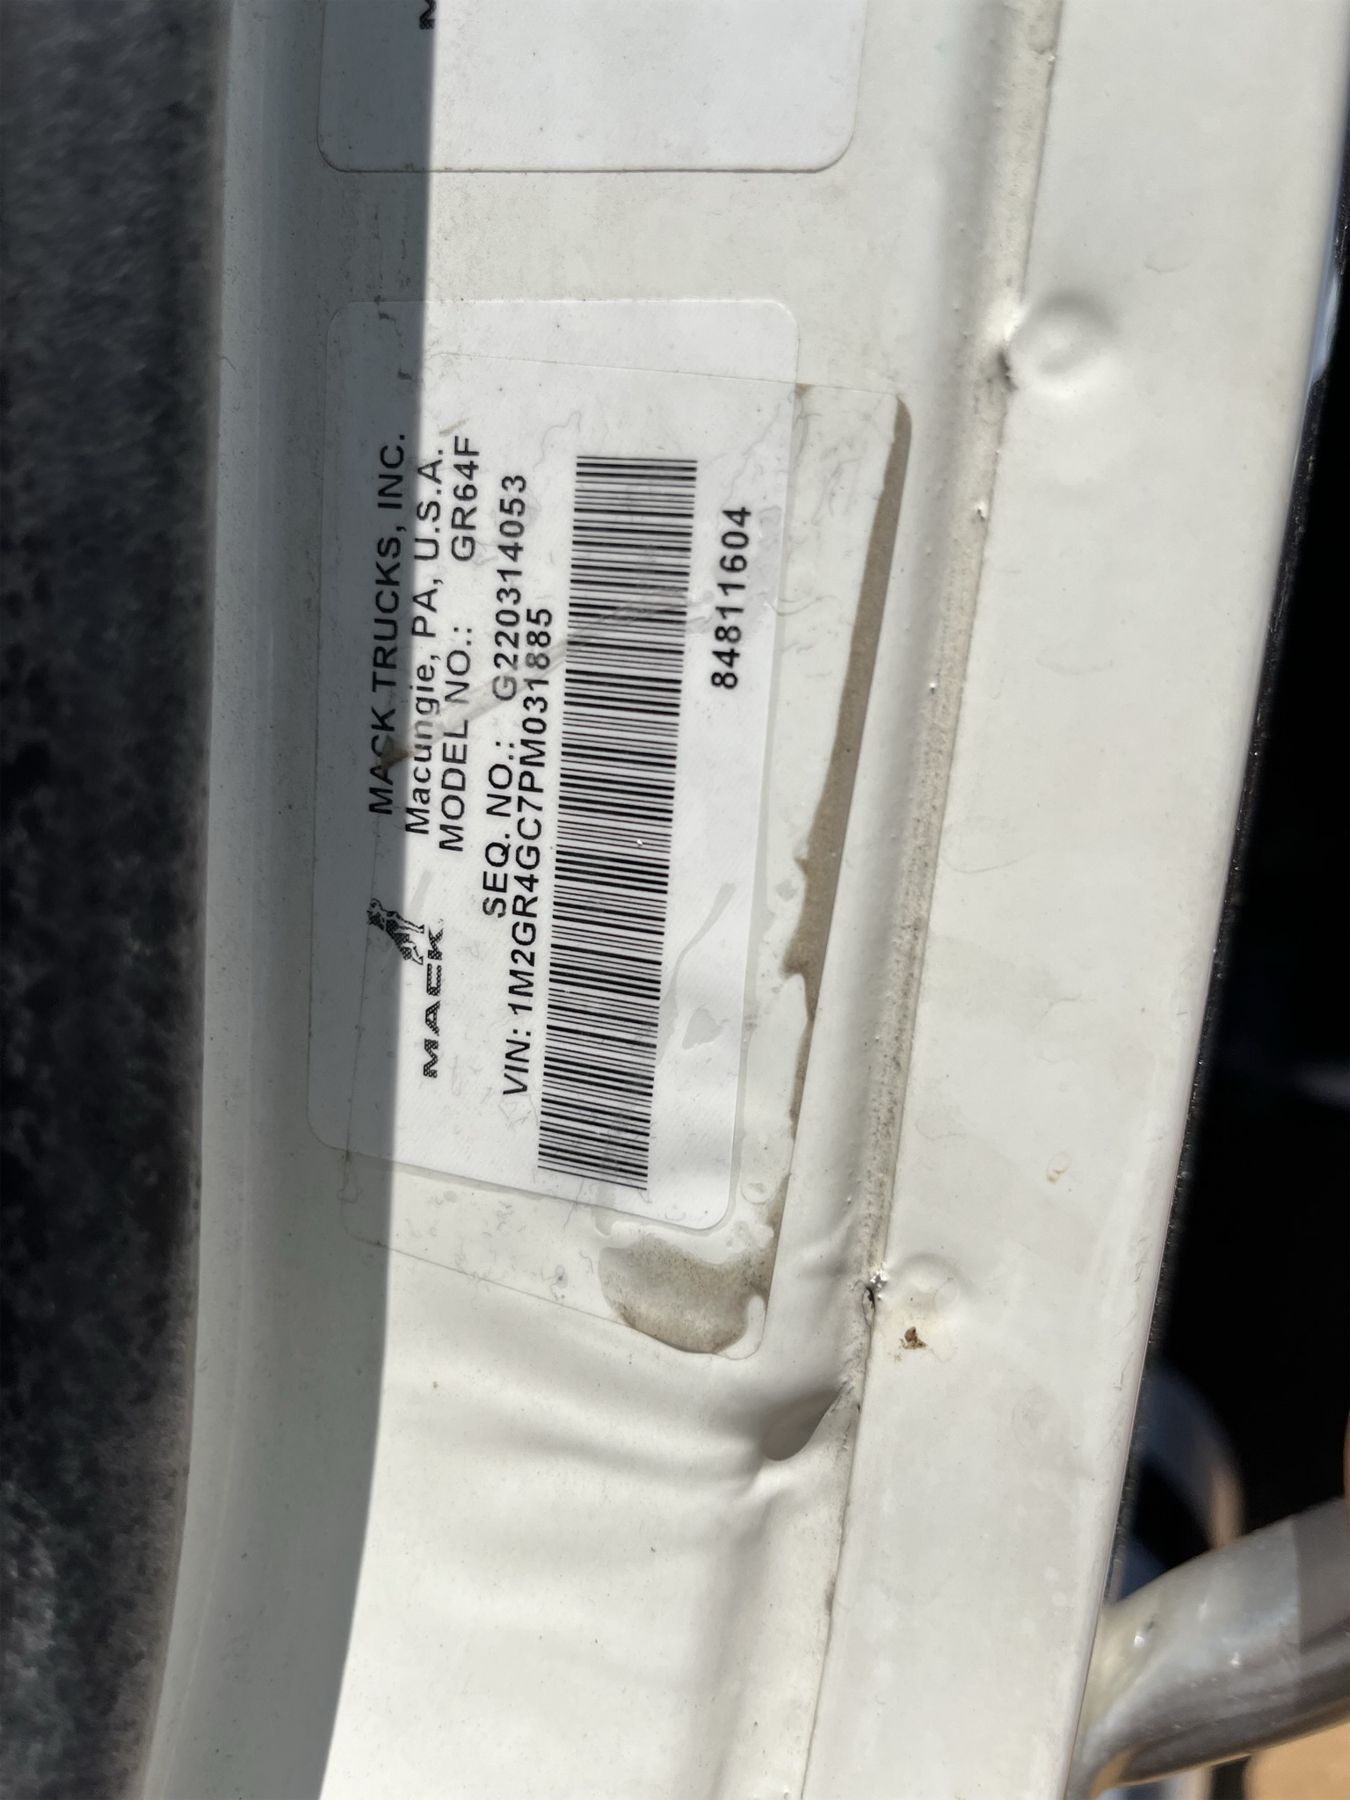 MACK
MACK TRUCKS, INC.
Macungie, PA, U.S.A.
MODEL NO.: GR64F
SEQ. NO.: G220314053
VIN: 1M2GR4GC7PM031885
84811604